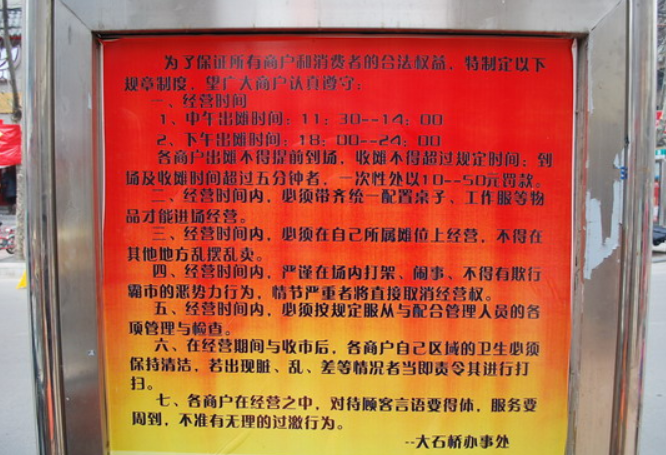 为了保证所有商户和消费者的合法权益、特制定以下
规章制度、望广大商户认真遵守：
一、经营时间
1、中午出摊时间：11：30--14：00
2、下午出摊时间：18：00--24：00
各商户出摊不得提前到场，收摊不得超过规定时间：到
场及收摊时间超过五分钟者，一次性处以10--50元罚款。
二、经营时间内，必须带齐统一配置桌子、工作服等物
品才能进场经营。
三、经营时间内，必须在自己所属摊位上经营，不得在
其他地方乱摆乱卖。
四、经营时间内，严谨在场内打架、闹事、不得有欺行
霸市的恶势力行为，情节严重者将直接取消经营权。
五、经营时间内，必须按规定服从与配合管理人员的各
项管理与检查。
六、在经营期间与收市后，各商户自己区域的卫生必须
保持清洁，若出现脏、乱、差等情况者当即责令其进行打
扫。
七、各商户在经营之中，对待顾客言语要得体，服务要
周到，不准有无理的过激行为。
--大石桥办事处